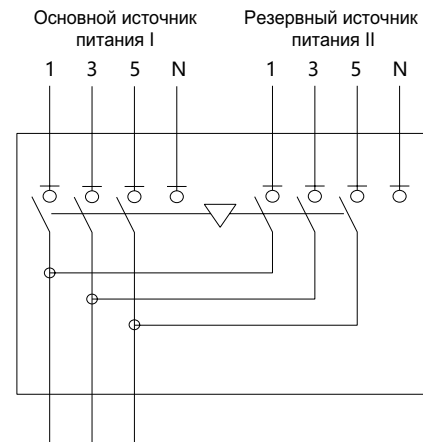 Основной источник
питания I
Резервный источник
питания II
1 3 5 N 1 3 5 N